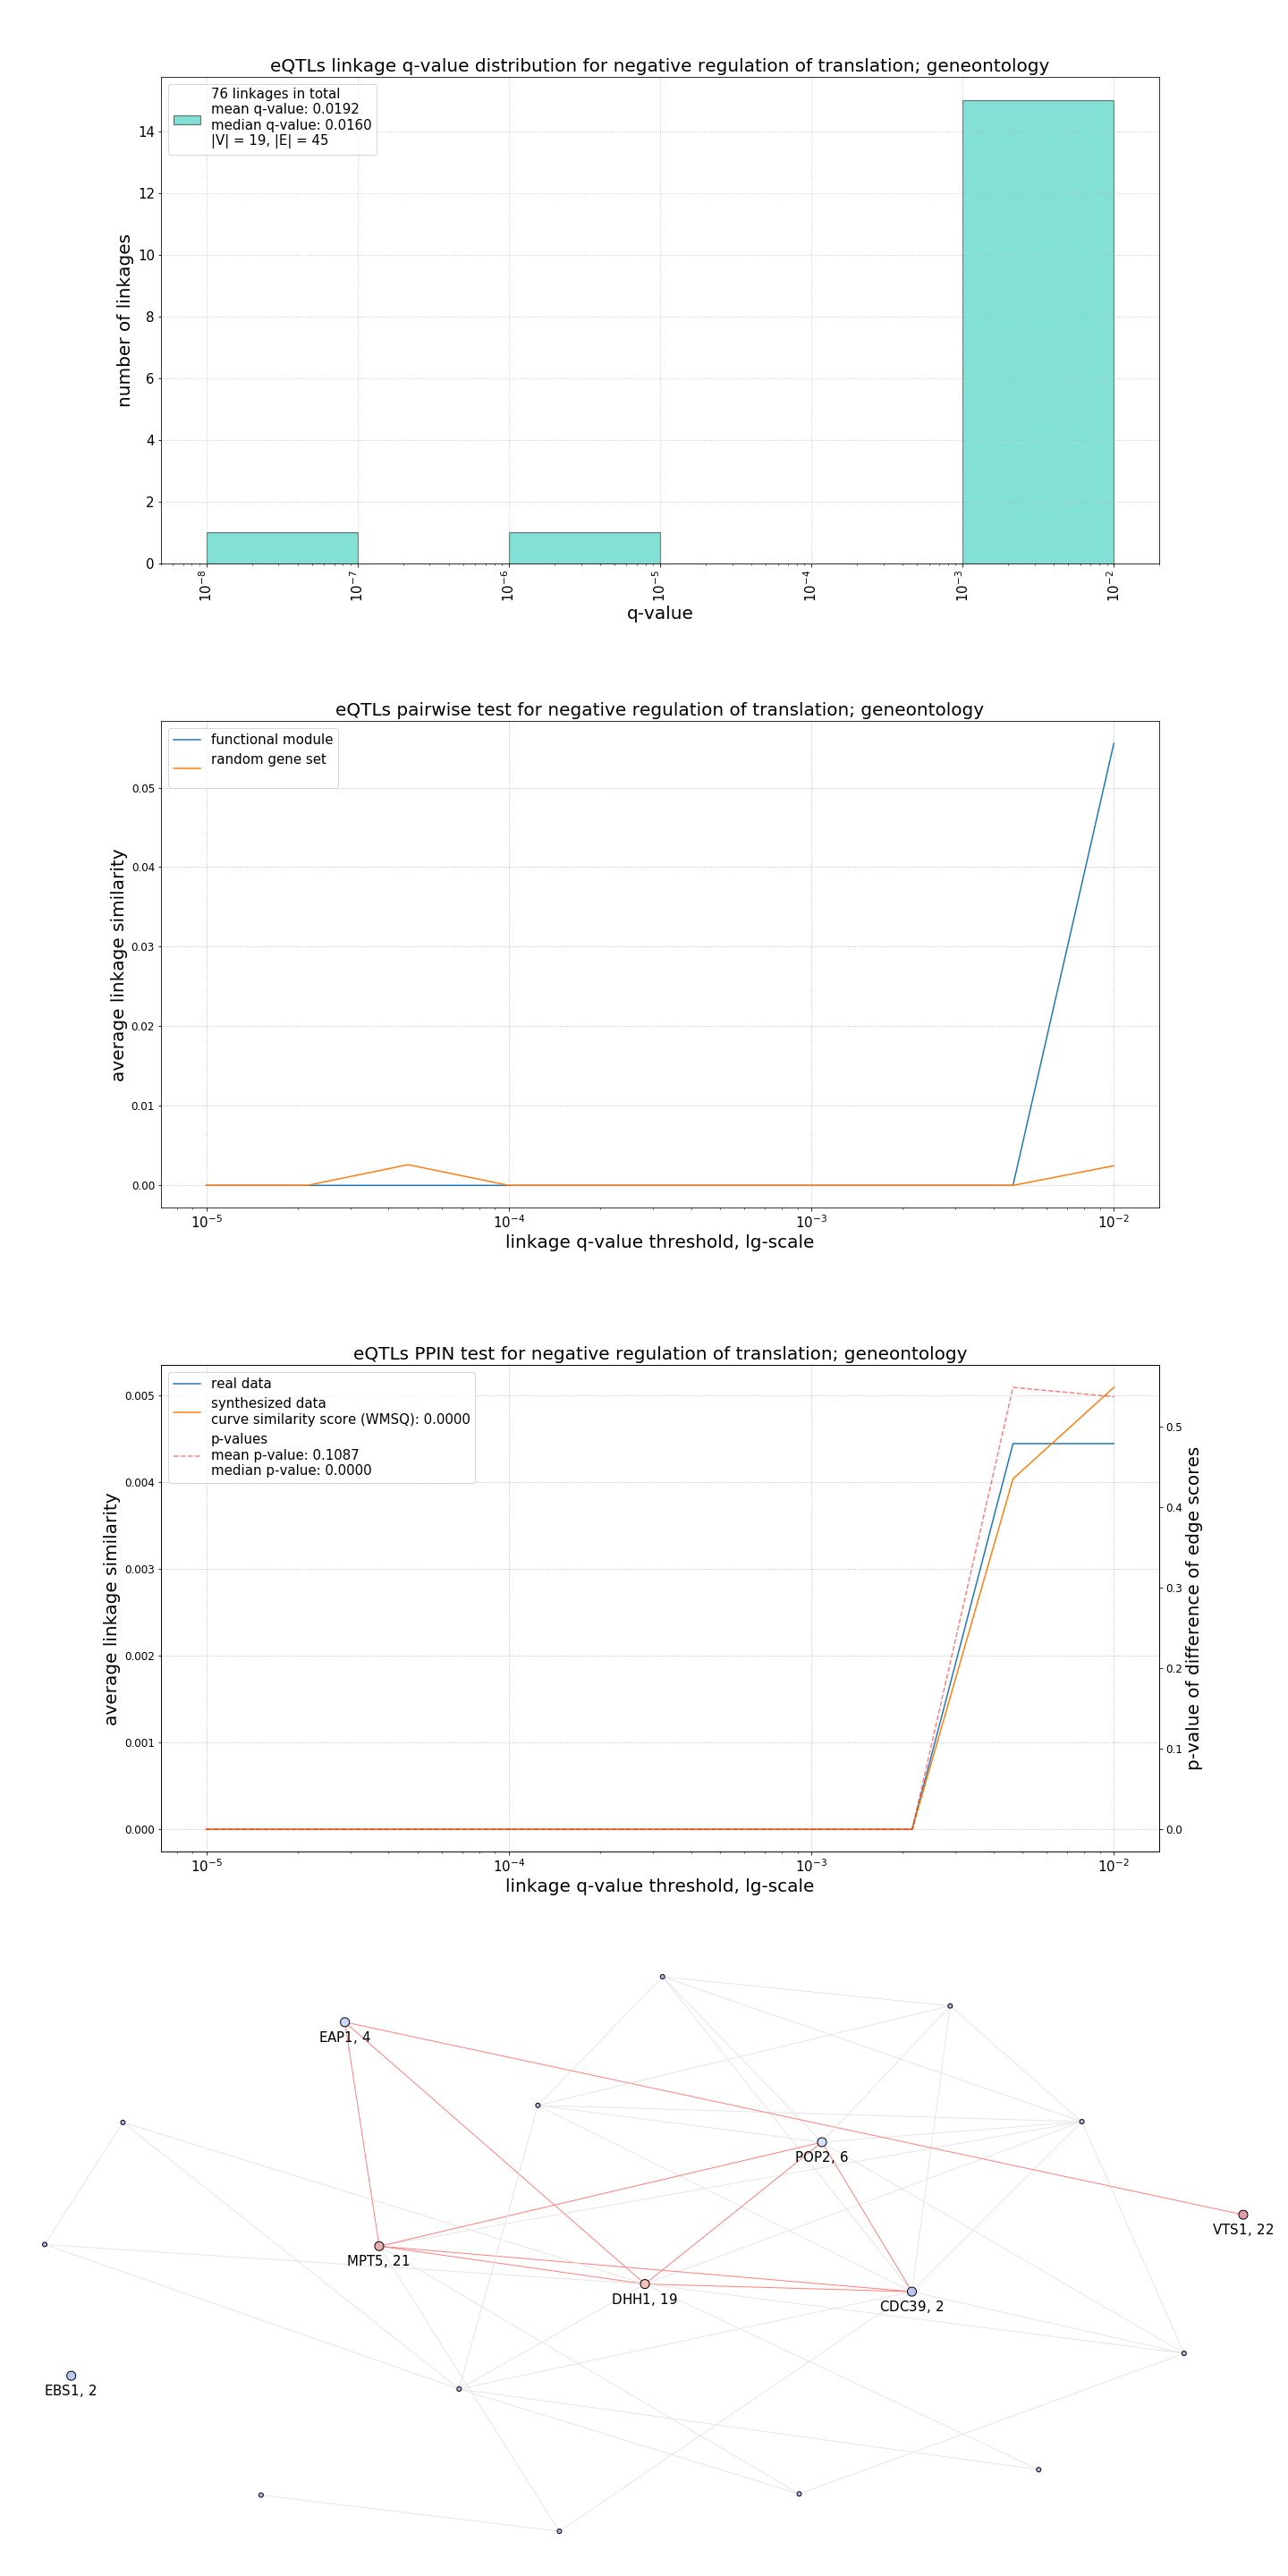 eQTLs linkage q-value distribution for negative regulation of translation; geneontology
76 linkages in total
mean q-value: 0.0192
median q-value: 0.0160
|V| = 19, |E| = 45
number of linkages
14
12
10
8
6
4
2
0
10⁻⁸ 10⁻⁷ 10⁻⁶ 10⁻⁵ 10⁻⁴ 10⁻³ 10⁻²
q-value
eQTLs pairwise test for negative regulation of translation; geneontology
functional module
random gene set
average linkage similarity
0.05
0.04
0.03
0.02
0.01
0.00
10⁻⁵ 10⁻⁴ 10⁻³ 10⁻²
linkage q-value threshold, lg-scale
eQTLs PPIN test for negative regulation of translation; geneontology
real data
synthesized data
curve similarity score (WMSQ): 0.0000
p-values
mean p-value: 0.1087
median p-value: 0.0000
average linkage similarity
0.005
0.004
0.003
0.002
0.001
0.000
0.5
0.4
0.3
0.2
0.1
0.0
p-value of difference of edge scores
10⁻⁵ 10⁻⁴ 10⁻³ 10⁻²
linkage q-value threshold, lg-scale
EAP1, 4
POP2, 6
VTS1, 22
MPT5, 21
DHH1, 19
CDC39, 2
EBS1, 2